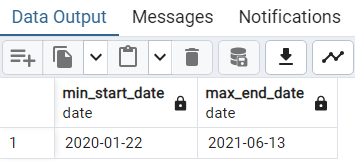 Data Output Messages Notifications
min_start_date max_end_date
date date
1 2020-01-22 2021-06-13